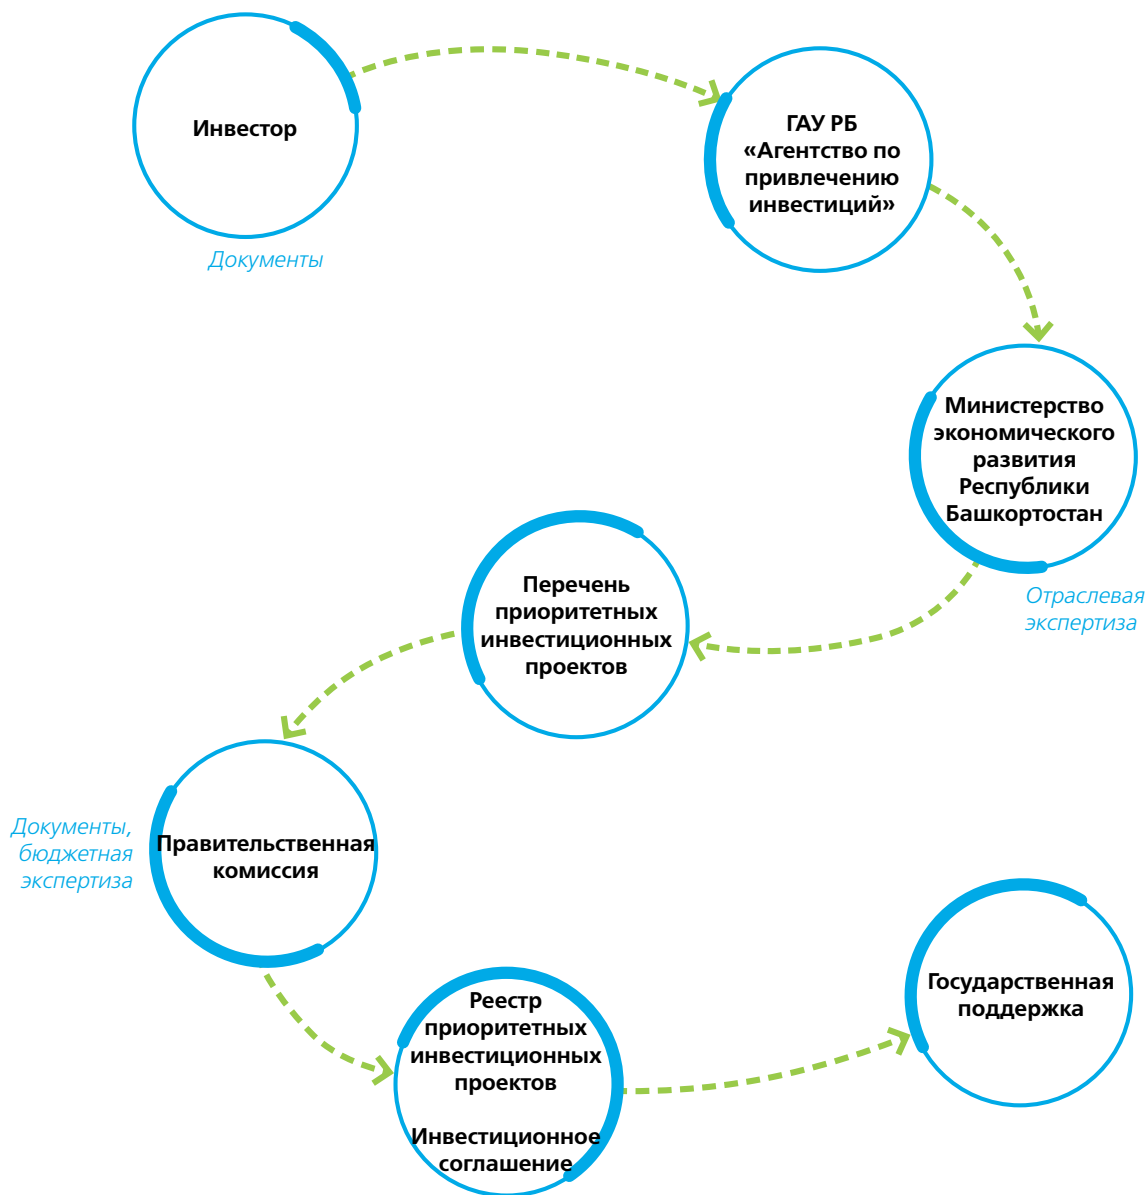 Инвестор
Документы
ГАУ РБ
«Агентство по
привлечению
инвестиций»
Министерство
экономического
развития
Республики
Башкортостан
Отраслевая
экспертиза
Перечень
приоритетных
инвестиционных
проектов
Правительственная
комиссия
Документы,
бюджетная
экспертиза
Реестр
приоритетных
инвестиционных
проектов
Инвестиционное
соглашение
Государственная
поддержка